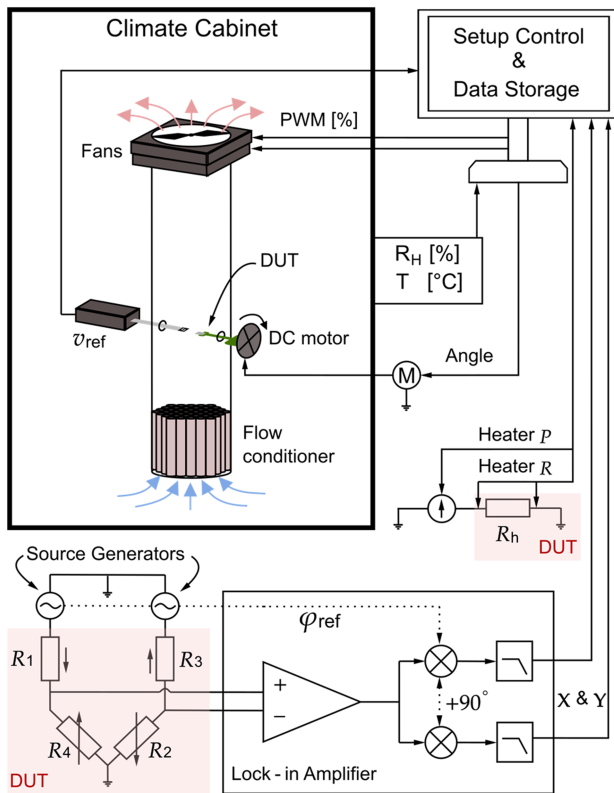 Climate Cabinet
Setup Control
&
Data Storage
PWM [%]
Fans
R_H [%]
T [°C]
DUT
v_ref
DC motor
Angle
M
Flow
conditioner
Heater P
Heater R
R_h
DUT
Source Generators
φ_ref
R1
R3
+
−
+90°
X & Y
R4
R2
DUT
Lock - in Amplifier